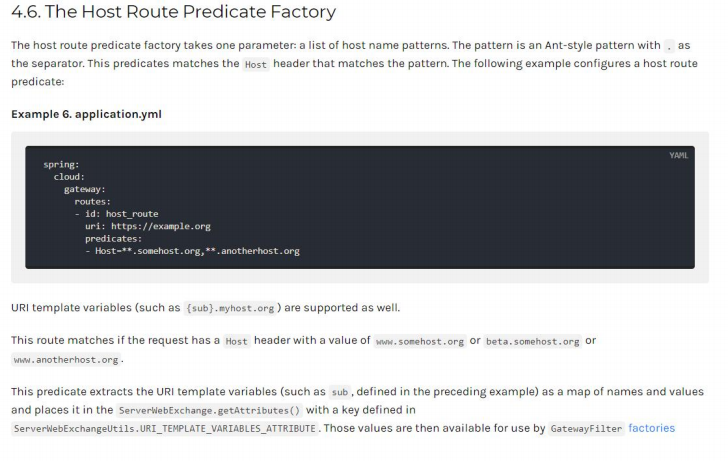 4.6. The Host Route Predicate Factory
The host route predicate factory takes one parameter: a list of host name patterns. The pattern is an Ant-style pattern with . as
the separator. This predicates matches the Host header that matches the pattern. The following example configures a host route
predicate:
Example 6. application.yml
YAML
spring:
  cloud:
    gateway:
      routes:
      - id: host_route
        uri: https://example.org
        predicates:
        - Host=**.somehost.org,**.anotherhost.org
URI template variables (such as {sub}.myhost.org) are supported as well.
This route matches if the request has a Host header with a value of www.somehost.org or beta.somehost.org or
www.anotherhost.org.
This predicate extracts the URI template variables (such as sub, defined in the preceding example) as a map of names and values
and places it in the ServerWebExchange.getAttributes() with a key defined in
ServerWebExchangeUtils.URI_TEMPLATE_VARIABLES_ATTRIBUTE. Those values are then available for use by GatewayFilter factories